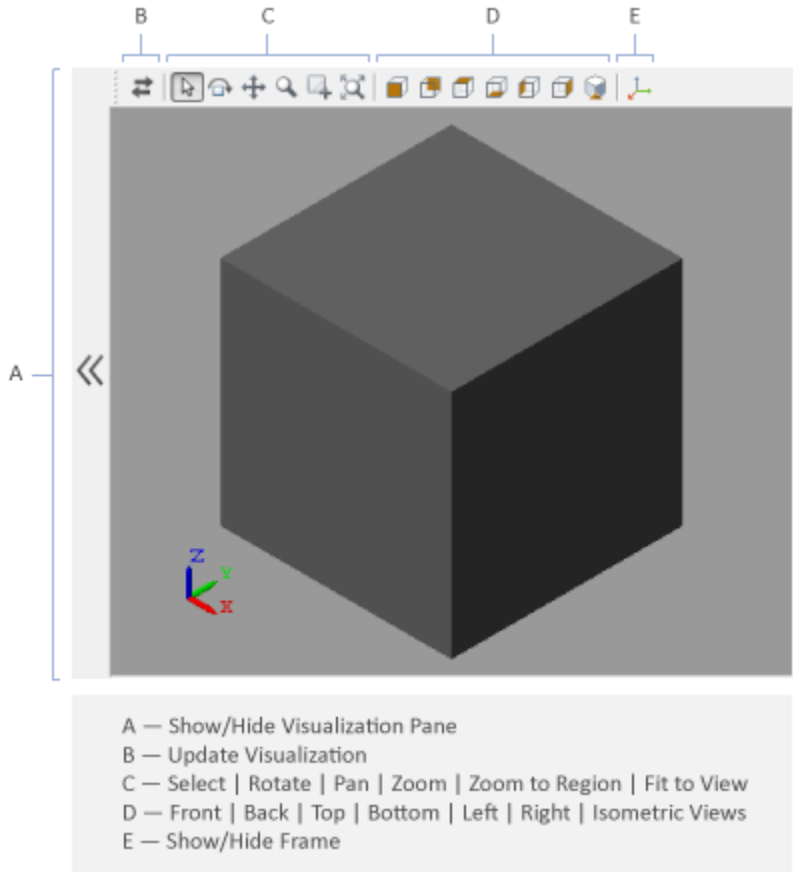 B C D E
A
Z
Y
X
A — Show/Hide Visualization Pane
B — Update Visualization
C — Select | Rotate | Pan | Zoom | Zoom to Region | Fit to View
D — Front | Back | Top | Bottom | Left | Right | Isometric Views
E — Show/Hide Frame